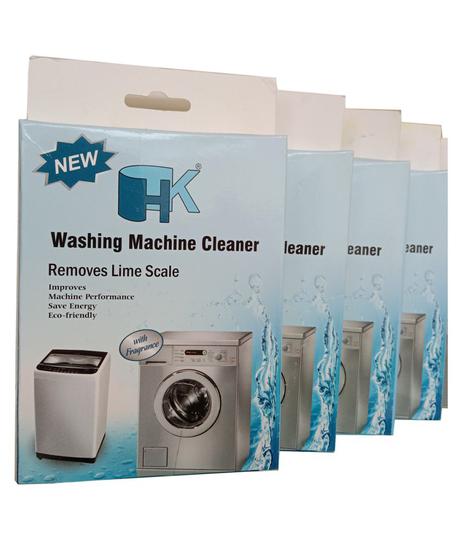 NEW
HK®
Washing Machine Cleaner
Removes Lime Scale
Improves
Machine Performance
Save Energy
Eco-friendly
with
Fragrance
leaner
eaner
eaner